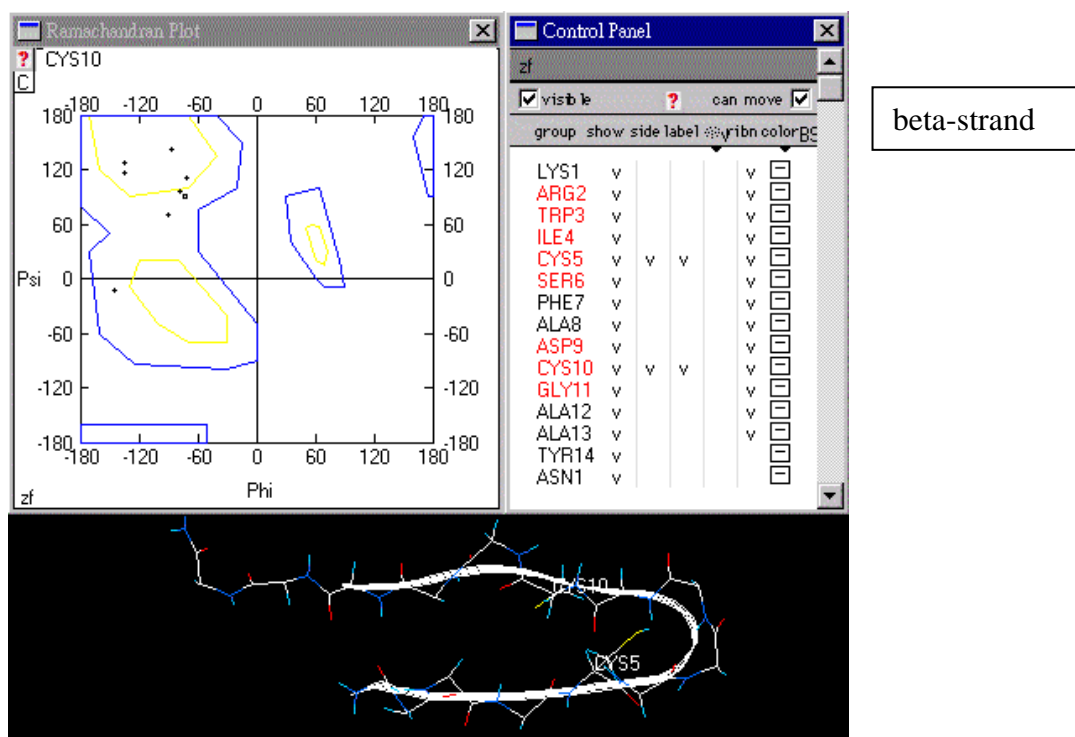 Ramachandran Plot
? CYS10
C
-180 -120 -60 0 60 120 180
180 180
120 120
60 60
Psi 0 0
-60 -60
-120 -120
-180 -180
-180 -120 -60 0 60 120 180
Phi
zf
Control Panel
zf
visible ? can move
group show side label v ribn color BS
LYS1 v v
ARG2 v v
TRP3 v v
ILE4 v v
CYS5 v v v v
SER6 v v
PHE7 v v
ALA8 v v
ASP9 v v
CYS10 v v v v
GLY11 v v
ALA12 v v
ALA13 v v
TYR14 v
ASN1 v
beta-strand
CYS10
CYS5